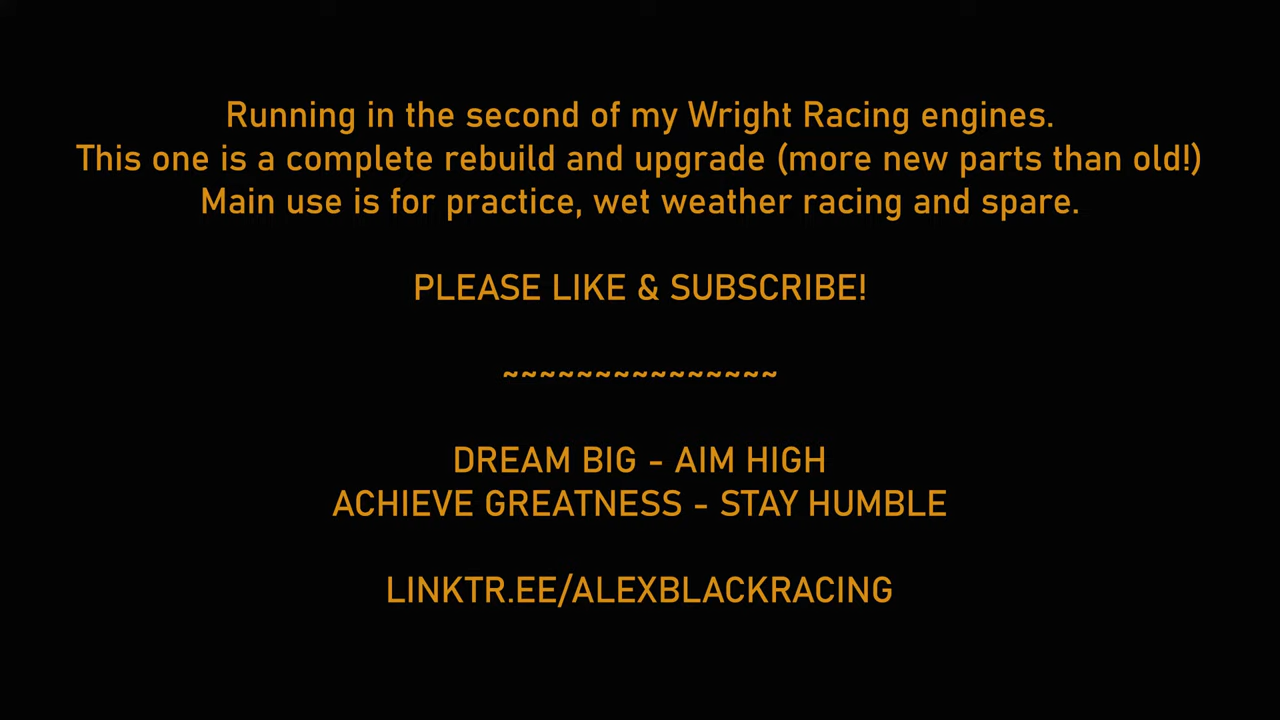 Running in the second of my Wright Racing engines.
This one is a complete rebuild and upgrade (more new parts than old!)
Main use is for practice, wet weather racing and spare.
PLEASE LIKE & SUBSCRIBE!
~~~~~~~~~~~~~~~
DREAM BIG - AIM HIGH
ACHIEVE GREATNESS - STAY HUMBLE
LINKTR.EE/ALEXBLACKRACING